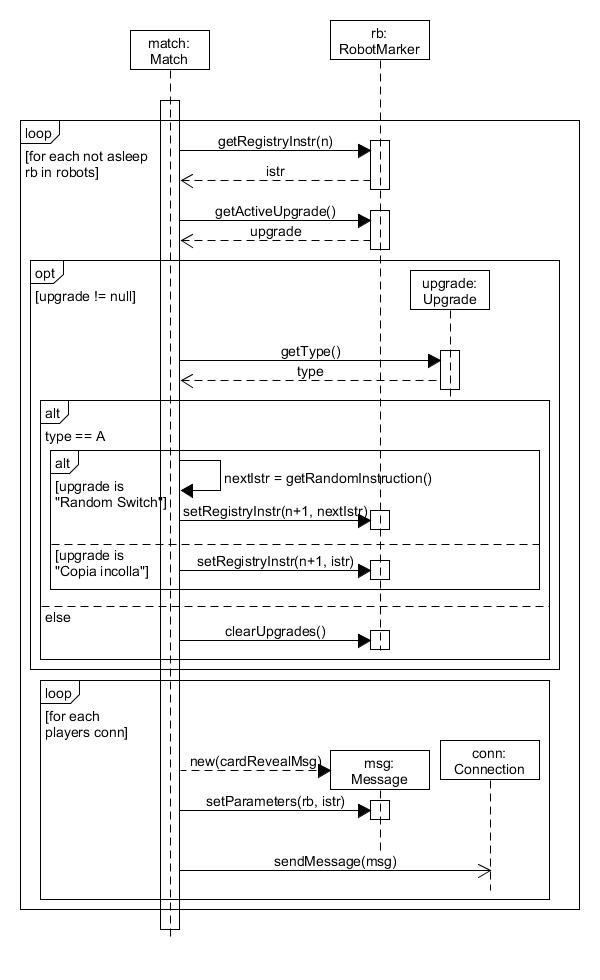 match:
Match
rb:
RobotMarker
loop
[for each not asleep
rb in robots]
getRegistryInstr(n)
istr
getActiveUpgrade()
upgrade
opt
[upgrade != null]
upgrade:
Upgrade
getType()
type
alt
type == A
alt
[upgrade is
"Random Switch"]
nextIstr = getRandomInstruction()
setRegistryInstr(n+1, nextIstr)
[upgrade is
"Copia incolla"]
setRegistryInstr(n+1, istr)
else
clearUpgrades()
loop
[for each
players conn]
new(cardRevealMsg)
msg:
Message
conn:
Connection
setParameters(rb, istr)
sendMessage(msg)